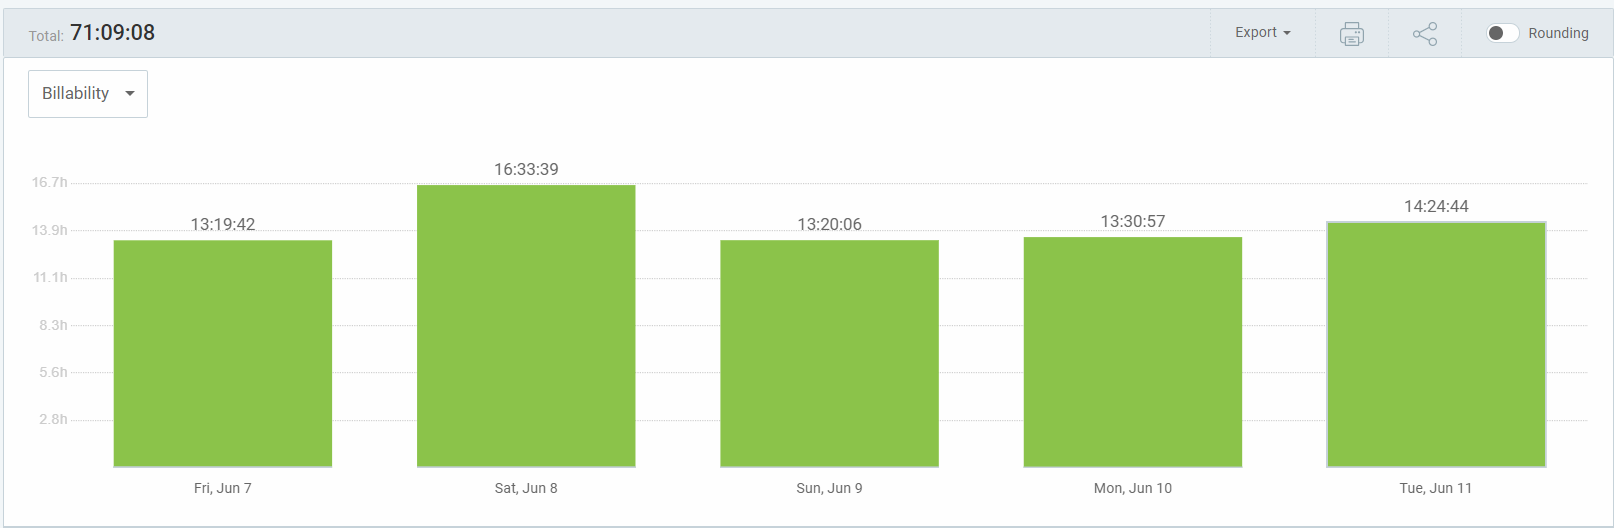 Total: 71:09:08 Export Rounding
Billability
16:33:39
16.7h
14:24:44
13:19:42 13:20:06 13:30:57
13.9h
11.1h
8.3h
5.6h
2.8h
Fri, Jun 7 Sat, Jun 8 Sun, Jun 9 Mon, Jun 10 Tue, Jun 11